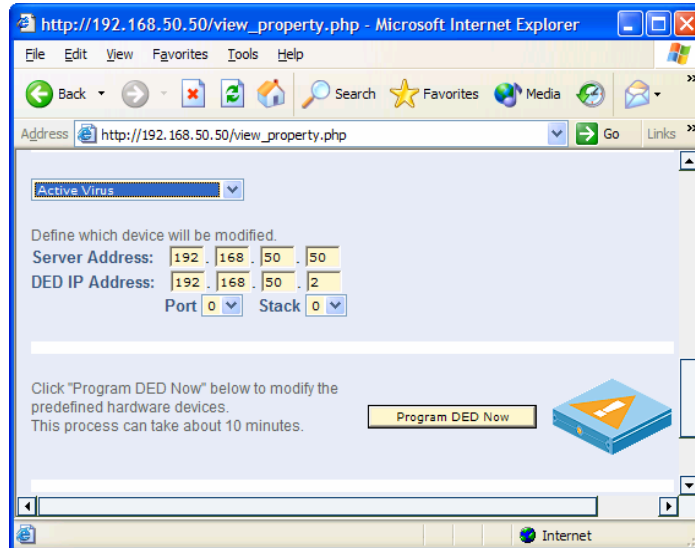 http://192.168.50.50/view_property.php - Microsoft Internet Explorer
File Edit View Favorites Tools Help
Back Search Favorites Media
Address http://192.168.50.50/view_property.php Go Links
Active Virus
Define which device will be modified.
Server Address: 192 . 168 . 50 . 50
DED IP Address: 192 . 168 . 50 . 2
Port 0 Stack 0
Click "Program DED Now" below to modify the
predefined hardware devices.
This process can take about 10 minutes.
Program DED Now
Internet